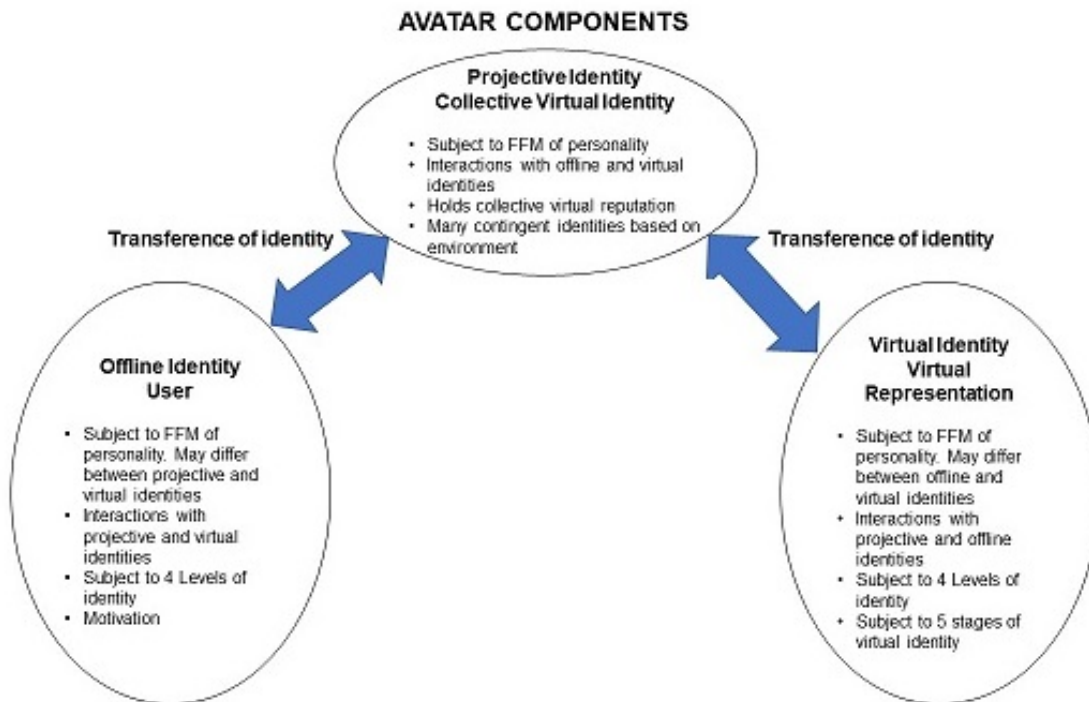 AVATAR COMPONENTS
Projective Identity
Collective Virtual Identity
• Subject to FFM of personality
• Interactions with offline and virtual
identities
• Holds collective virtual reputation
• Many contingent identities based on
environment
Transference of identity
Transference of identity
Offline Identity
User
• Subject to FFM of
personality. May differ
between projective and
virtual identities
• Interactions with
projective and virtual
identities
• Subject to 4 Levels of
identity
• Motivation
Virtual Identity
Virtual
Representation
• Subject to FFM of
personality. May differ
between offline and
virtual identities
• Interactions with
projective and offline
identities
• Subject to 4 Levels of
identity
• Subject to 5 stages of
virtual identity